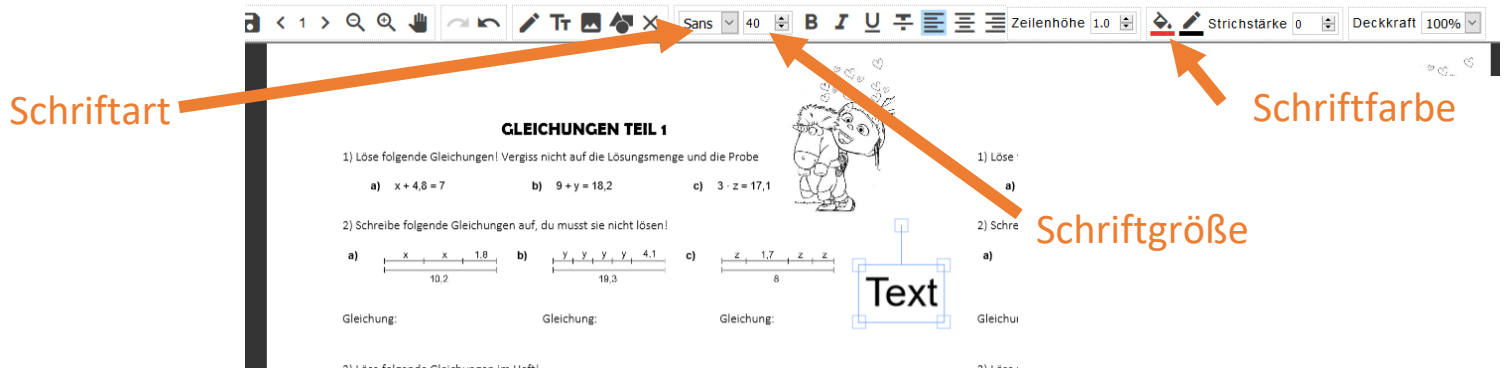 1 Tт Sans 40 B I U T Zeilenhöhe 1.0 Strichstärke 0 Deckkraft 100%
Schriftart
Schriftfarbe
GLEICHUNGEN TEIL 1
1) Löse folgende Gleichungen! Vergiss nicht auf die Lösungsmenge und die Probe
1) Löse
a) x + 4,8 = 7 b) 9 + y = 18,2 c) 3 · z = 17,1
a)
2) Schreibe folgende Gleichungen auf, du musst sie nicht lösen!
2) Schre
Schriftgröße
a) x x 1,8 b) y y y y 4,1 c) z 1,7 z z
a)
10,2 19,3 8
Text
Gleichung: Gleichung: Gleichung:
Gleichu